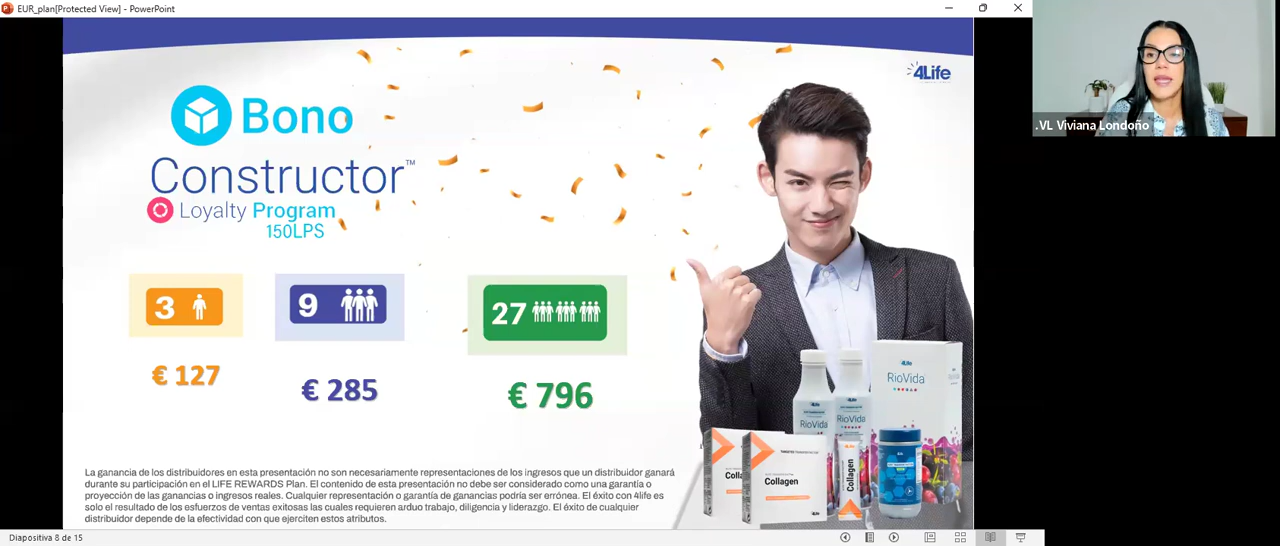 EUR_plan[Protected View] - PowerPoint
4Life
Bono
Constructor™
Loyalty Program
150LPS
3
9
27
€ 127
€ 285
€ 796
.VL Viviana Londoño
4Life
RioVida
RioVida
RioVida
Collagen
Collagen
La ganancia de los distribuidores en esta presentación no son necesariamente representaciones de los ingresos que un distribuidor ganará
durante su participación en el LIFE REWARDS Plan. El contenido de esta presentación no debe ser considerado como una garantía o
proyección de las ganancias o ingresos reales. Cualquier representación o garantía de ganancias podría ser errónea. El éxito con 4life es
solo el resultado de los esfuerzos de ventas exitosas las cuales requieren arduo trabajo, diligencia y liderazgo. El éxito de cualquier
distribuidor depende de la efectividad con que ejerciten estos atributos.
Diapositiva 8 de 15